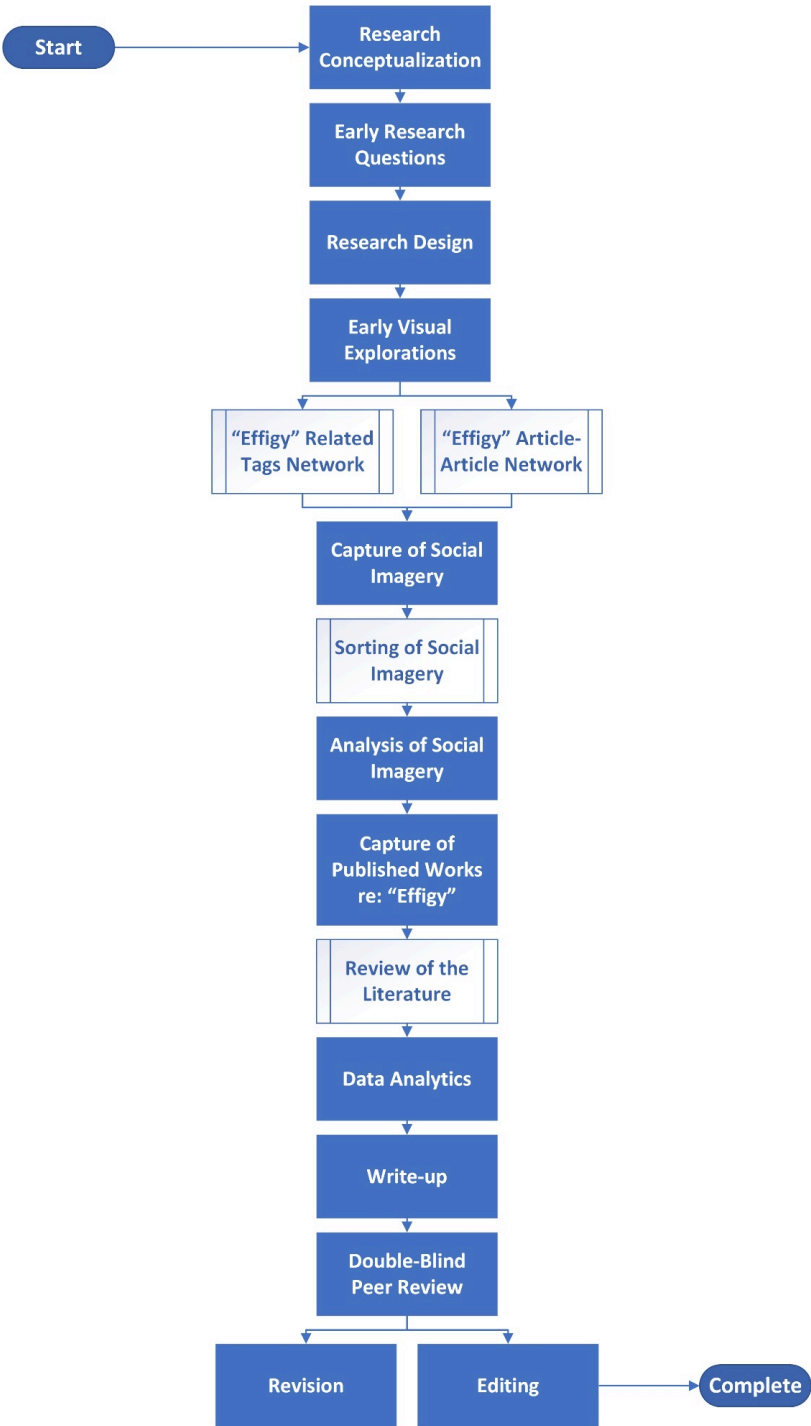 Start
Research
Conceptualization
Early Research
Questions
Research Design
Early Visual
Explorations
“Effigy” Related
Tags Network
“Effigy” Article-
Article Network
Capture of Social
Imagery
Sorting of Social
Imagery
Analysis of Social
Imagery
Capture of
Published Works
re: “Effigy”
Review of the
Literature
Data Analytics
Write-up
Double-Blind
Peer Review
Revision
Editing
Complete